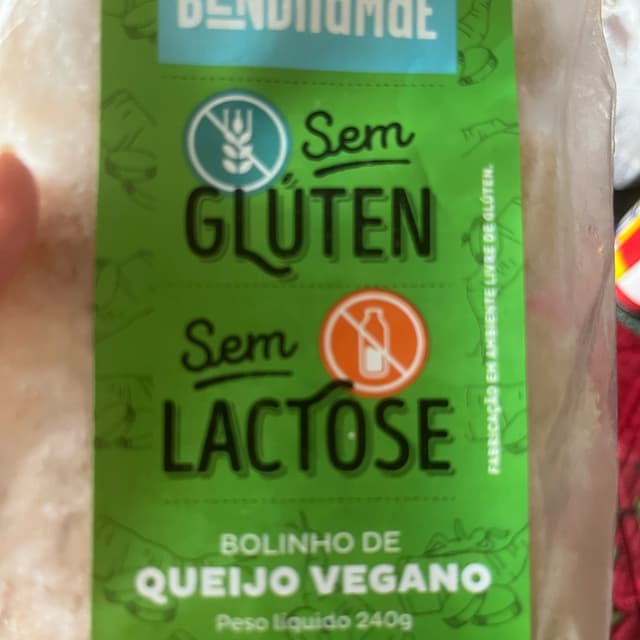 Sem
GLÚTEN
Sem
LACTOSE
BOLINHO DE
QUEIJO VEGANO
Peso líquido 240g
FABRICAÇÃO EM AMBIENTE LIVRE DE GLÚTEN.